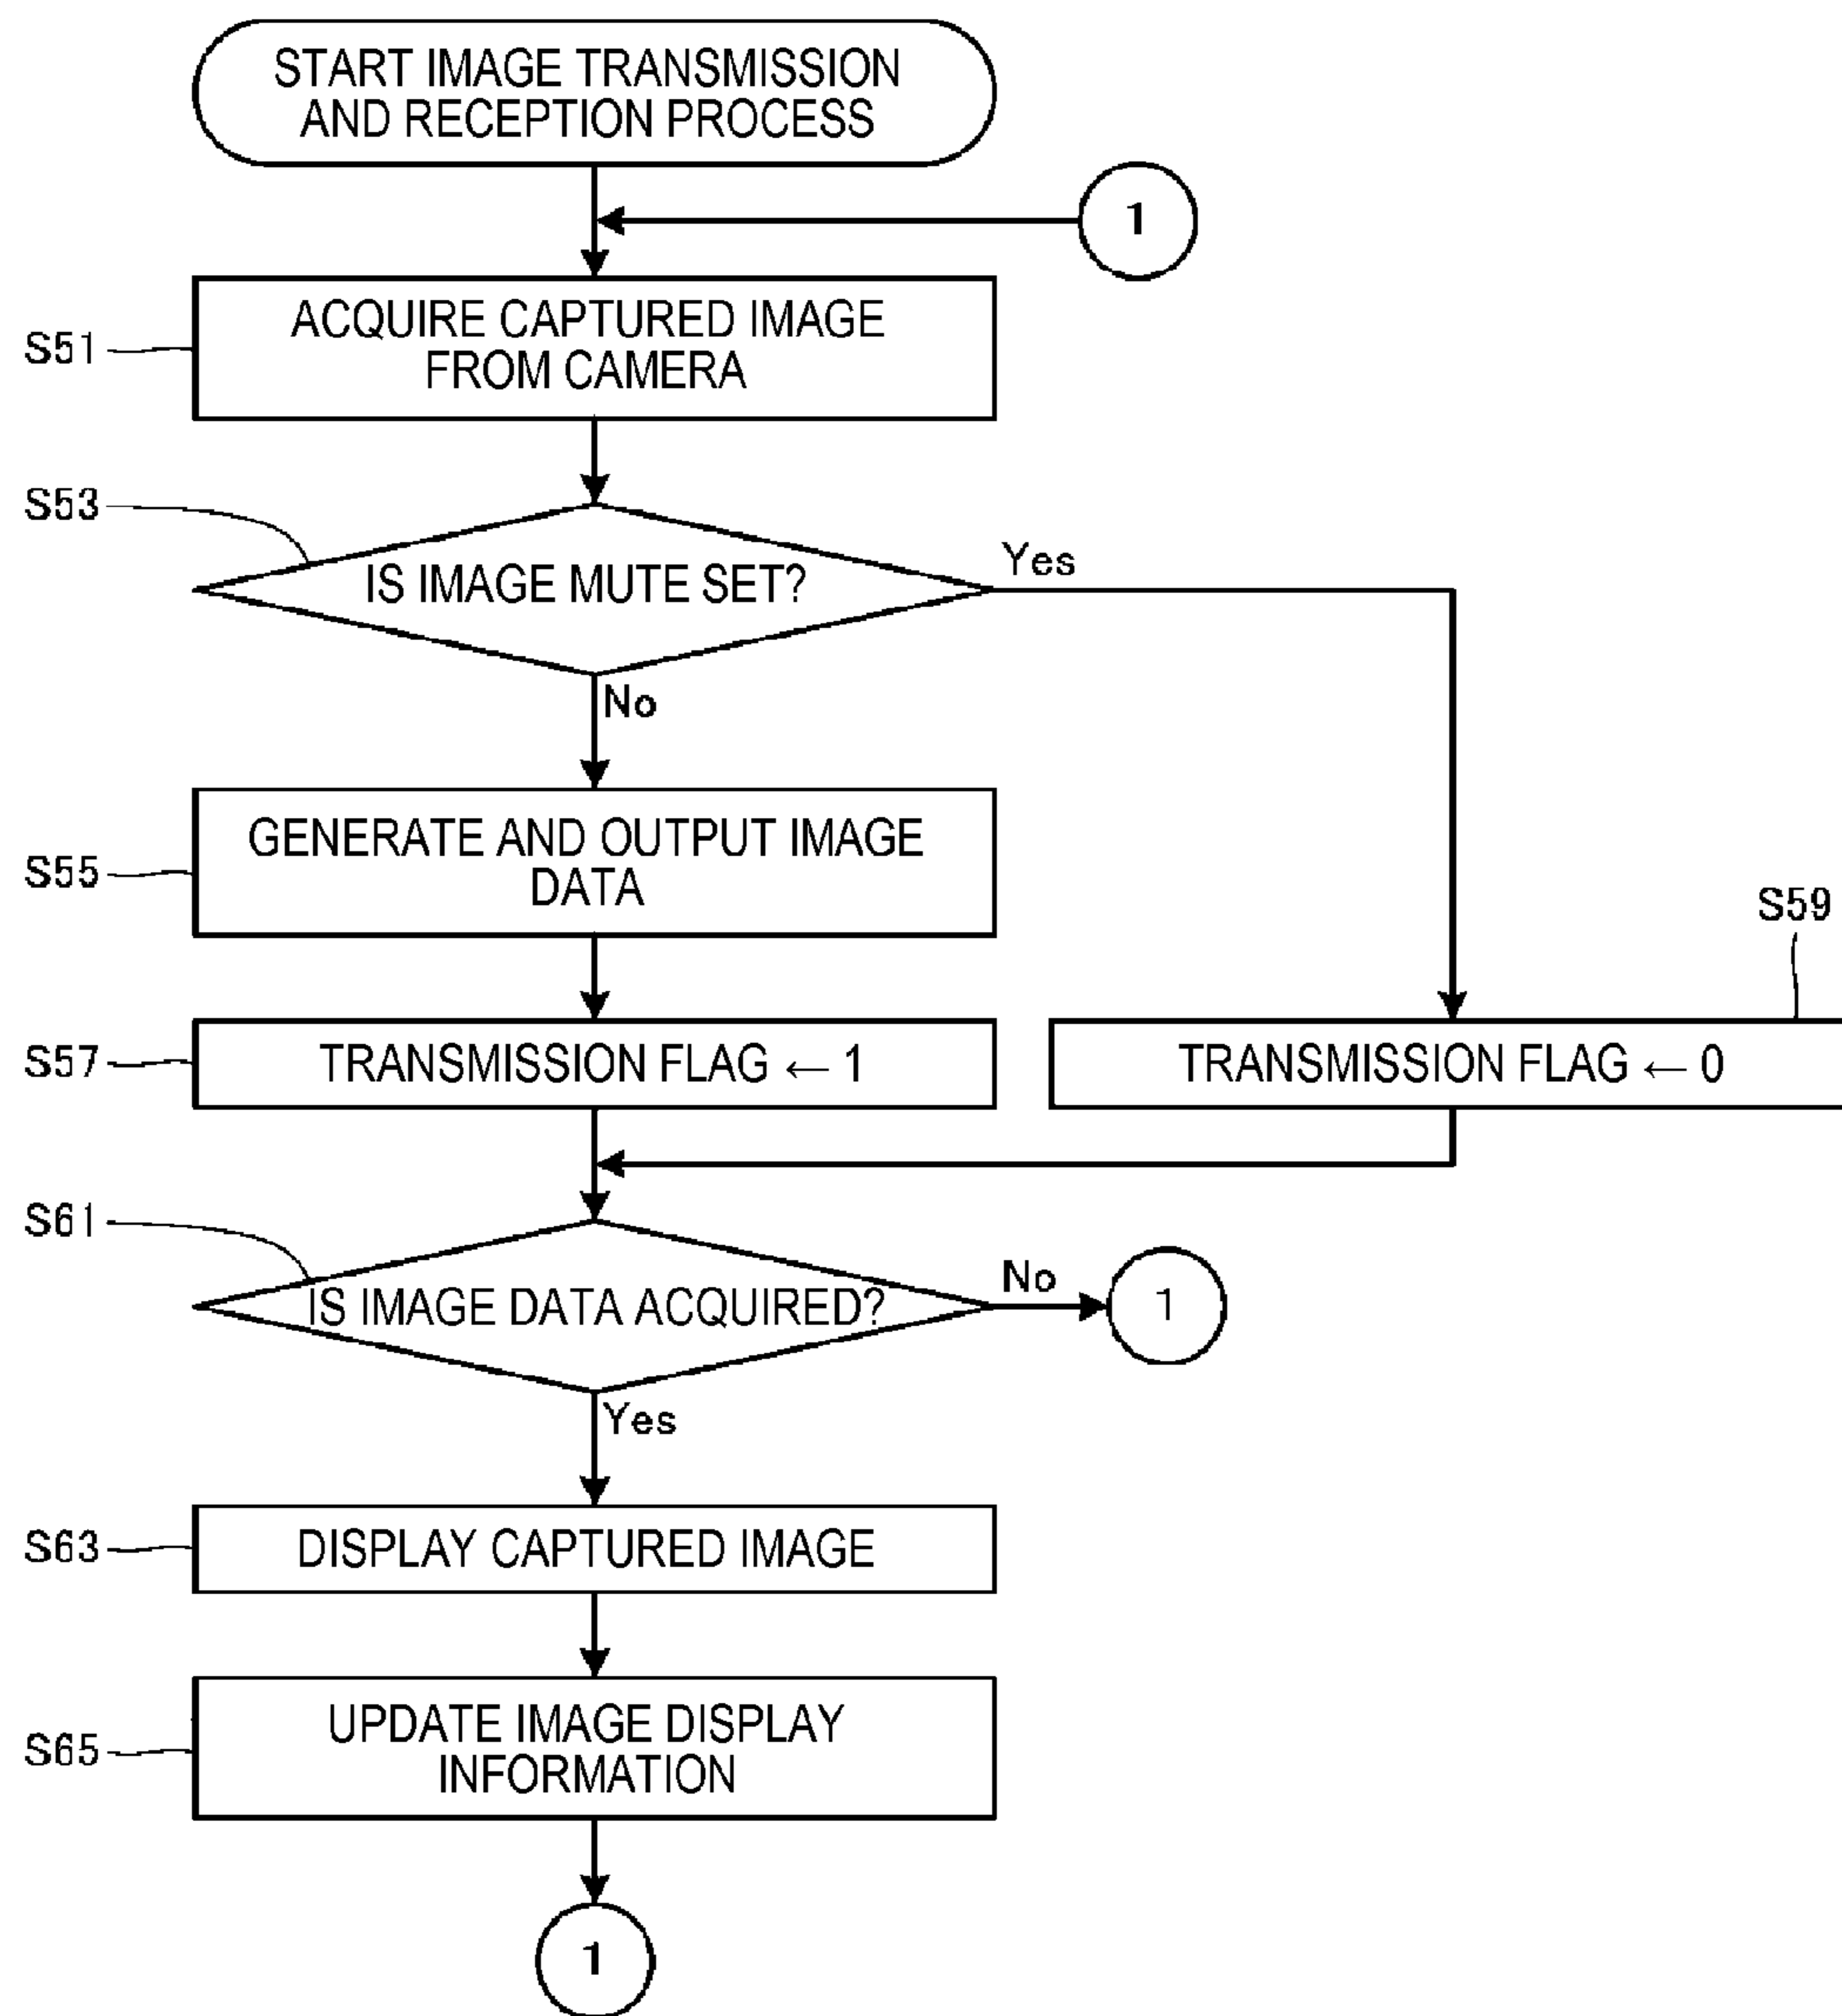 START IMAGE TRANSMISSION
AND RECEPTION PROCESS
1
S51
ACQUIRE CAPTURED IMAGE
FROM CAMERA
S53
IS IMAGE MUTE SET?
Yes
No
S55
GENERATE AND OUTPUT IMAGE
DATA
S59
S57
TRANSMISSION FLAG ← 1
TRANSMISSION FLAG ← 0
S61
IS IMAGE DATA ACQUIRED?
No
1
Yes
S63
DISPLAY CAPTURED IMAGE
S65
UPDATE IMAGE DISPLAY
INFORMATION
1